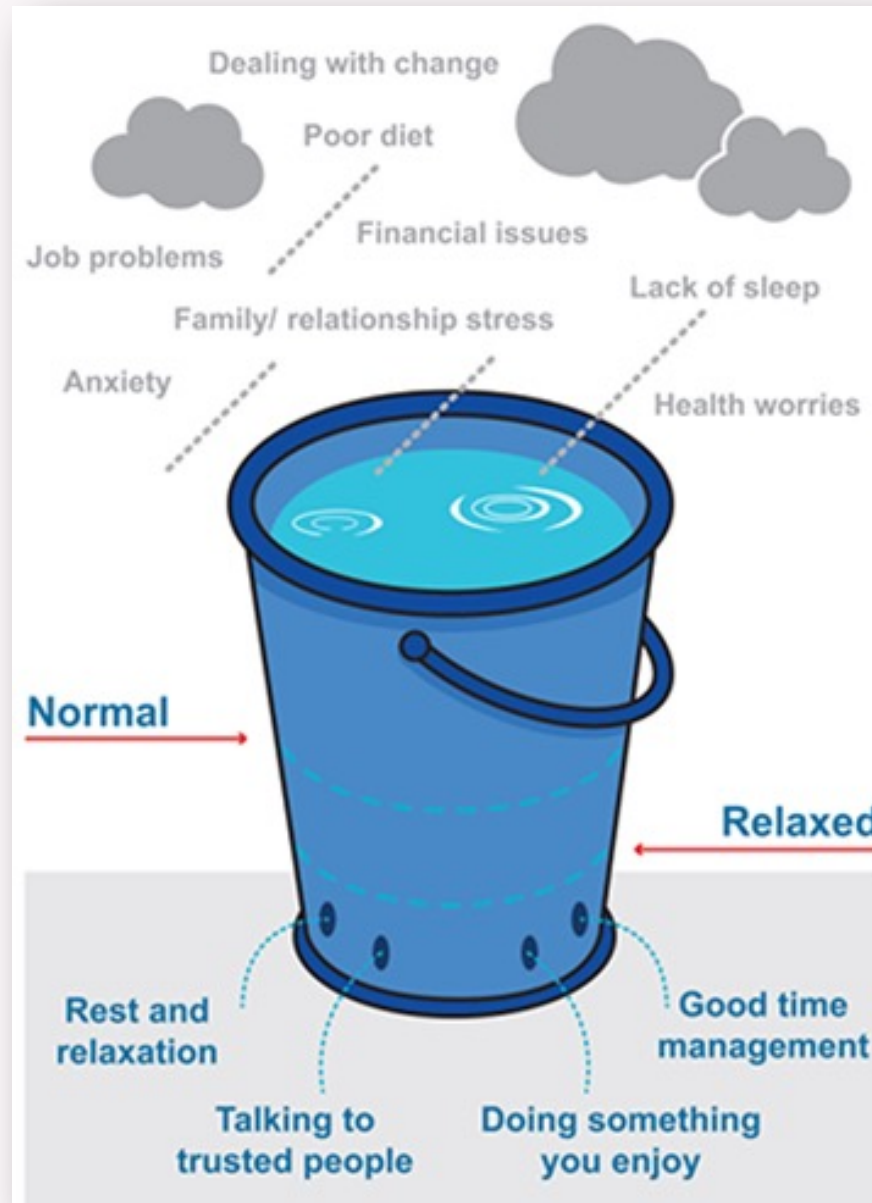 Dealing with change
Poor diet
Financial issues
Job problems
Lack of sleep
Family/ relationship stress
Anxiety
Health worries
Normal
Relaxed
Rest and
relaxation
Good time
management
Talking to
trusted people
Doing something
you enjoy